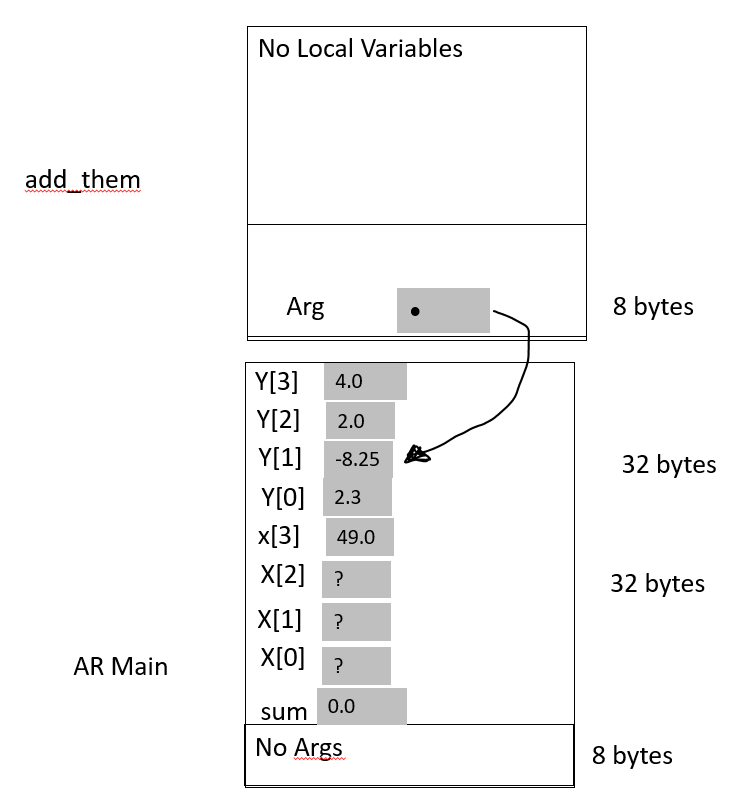 No Local Variables
add_them
Arg 8 bytes
Y[3] 4.0
Y[2] 2.0
Y[1] -8.25 32 bytes
Y[0] 2.3
x[3] 49.0
X[2] ? 32 bytes
X[1] ?
X[0] ?
AR Main
sum 0.0
No Args 8 bytes